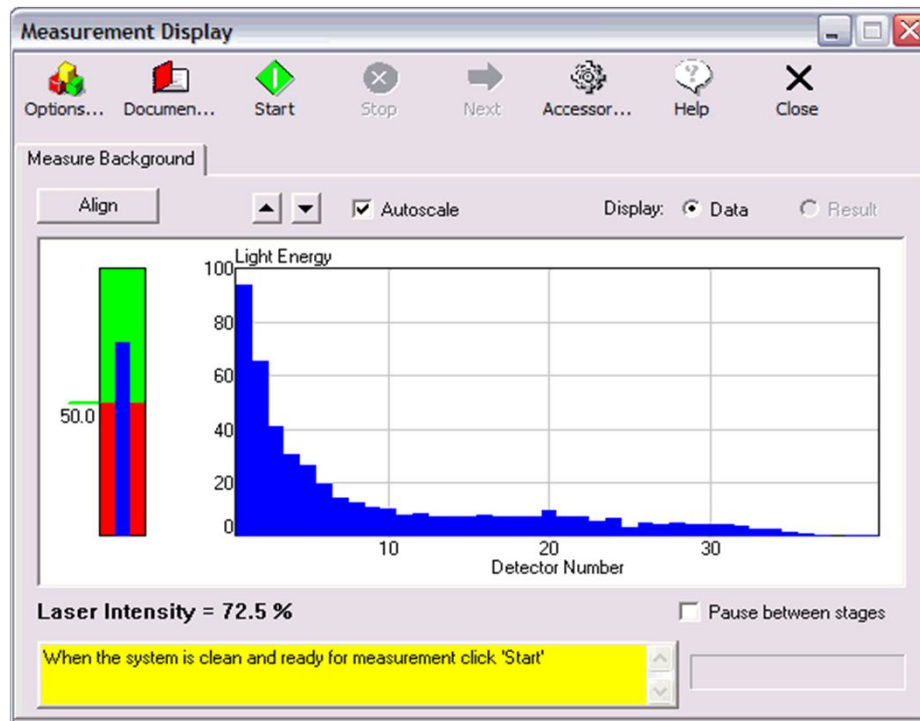 Measurement Display
Options... Documen... Start Stop Next Accessor... Help Close
Measure Background
Align Autoscale Display: Data Result
Light Energy
100
80
60
50.0
40
20
0
10 20 30
Detector Number
Laser Intensity = 72.5 % Pause between stages
When the system is clean and ready for measurement click 'Start'